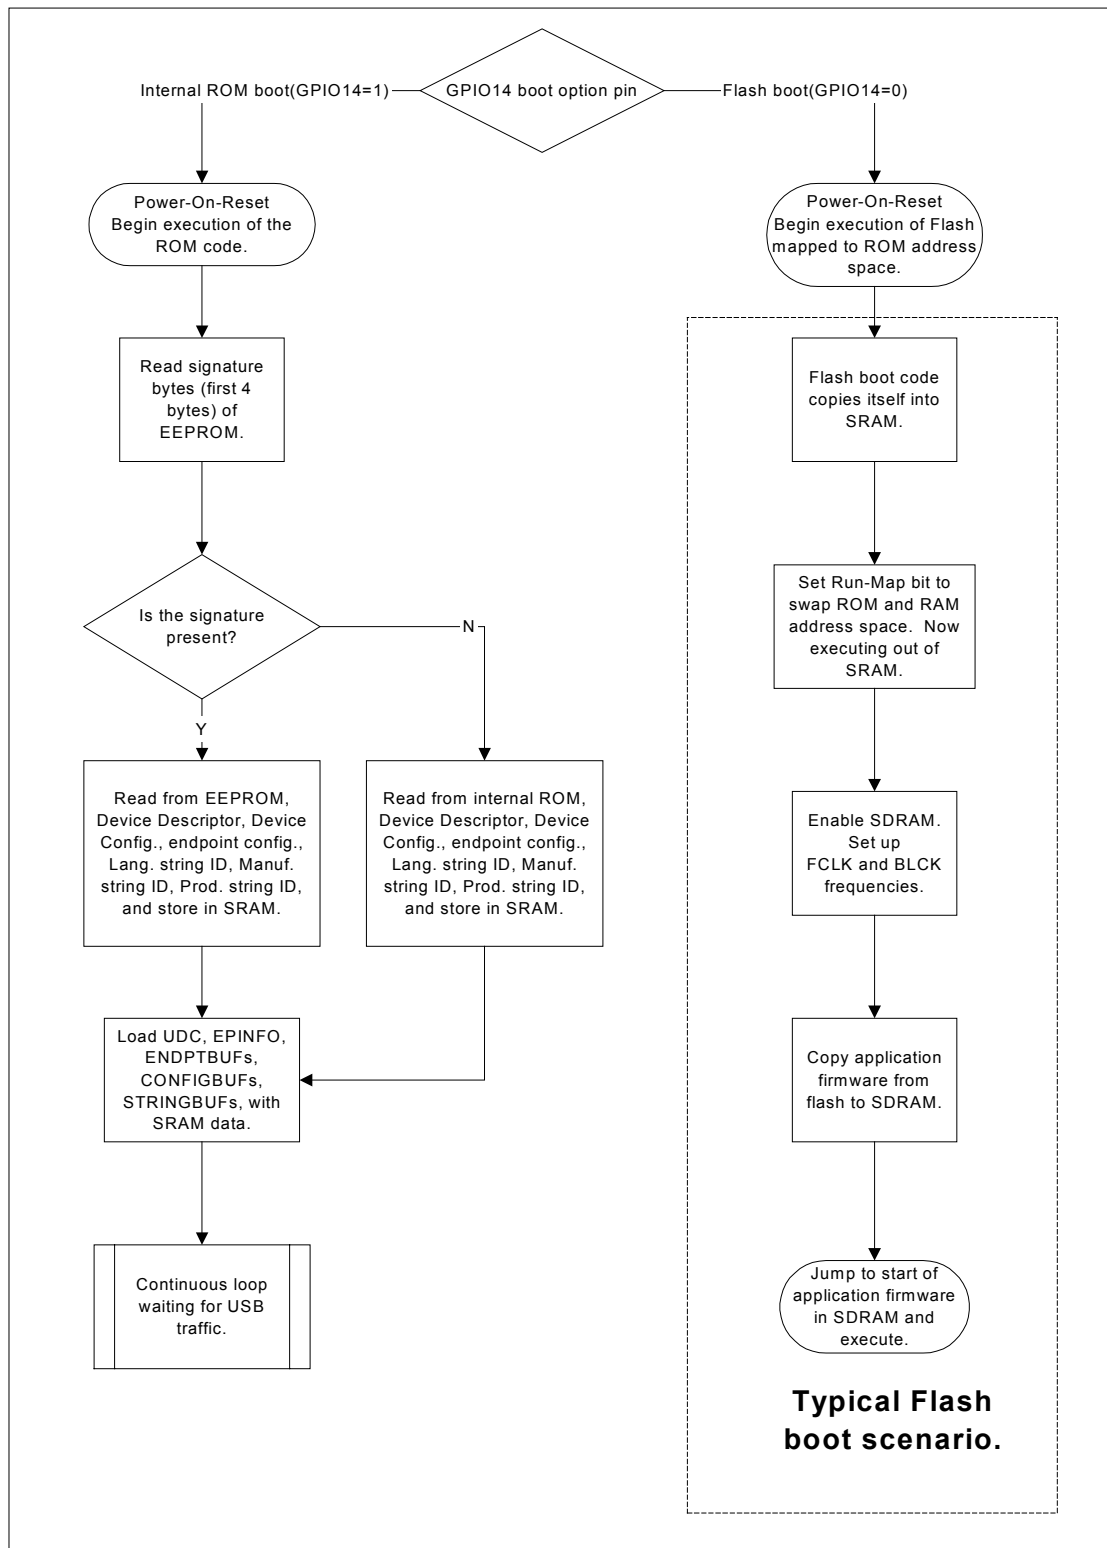 GPIO14 boot option pin
Internal ROM boot(GPIO14=1)
Flash boot(GPIO14=0)
Power-On-Reset
Begin execution of the
ROM code.
Read signature
bytes (first 4
bytes) of
EEPROM.
Is the signature
present?
N
Y
Read from EEPROM,
Device Descriptor, Device
Config., endpoint config.,
Lang. string ID, Manuf.
string ID, Prod. string ID,
and store in SRAM.
Read from internal ROM,
Device Descriptor, Device
Config., endpoint config.,
Lang. string ID, Manuf.
string ID, Prod. string ID,
and store in SRAM.
Load UDC, EPINFO,
ENDPTBUFs,
CONFIGBUFs,
STRINGBUFs, with
SRAM data.
Continuous loop
waiting for USB
traffic.
Power-On-Reset
Begin execution of Flash
mapped to ROM address
space.
Flash boot code
copies itself into
SRAM.
Set Run-Map bit to
swap ROM and RAM
address space. Now
executing out of
SRAM.
Enable SDRAM.
Set up
FCLK and BLCK
frequencies.
Copy application
firmware from
flash to SDRAM.
Jump to start of
application firmware
in SDRAM and
execute.
Typical Flash
boot scenario.